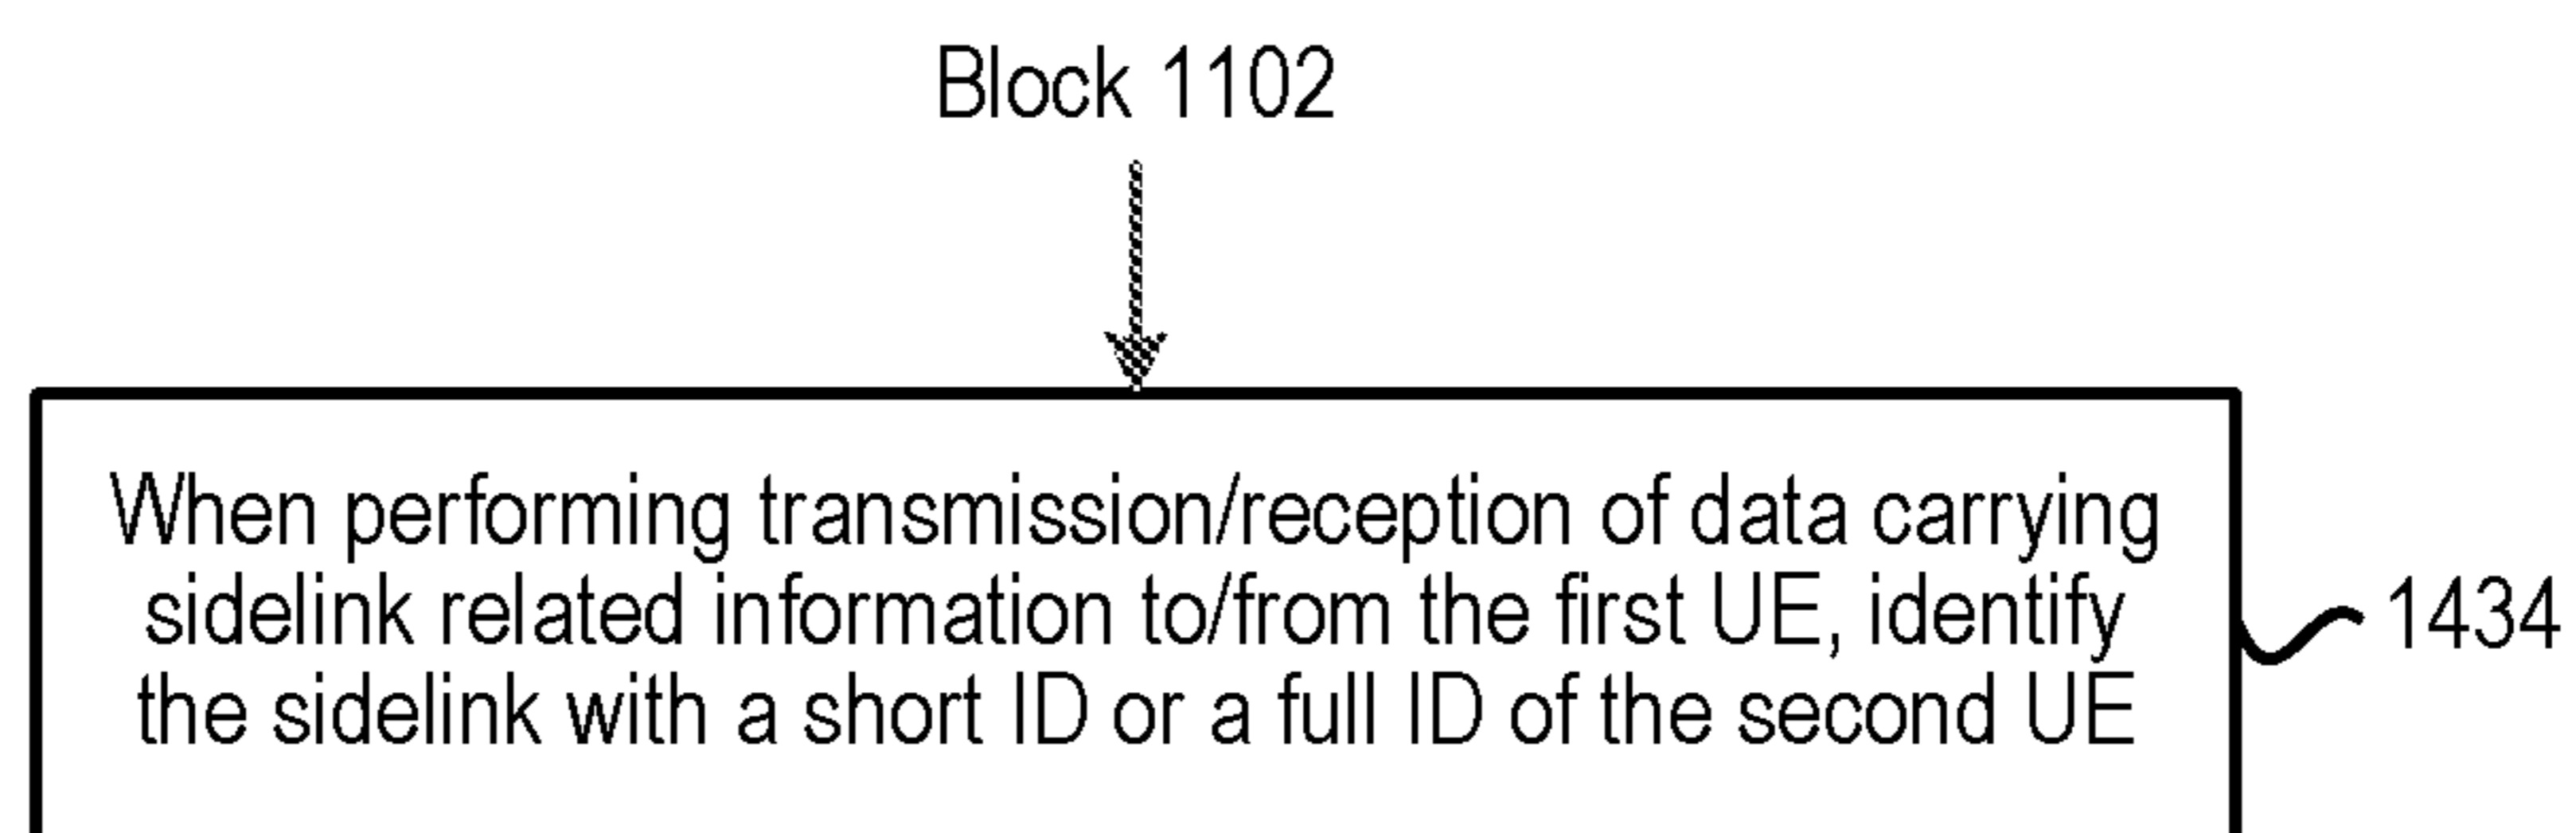 Block 1102
When performing transmission/reception of data carrying
sidelink related information to/from the first UE, identify
the sidelink with a short ID or a full ID of the second UE
1434